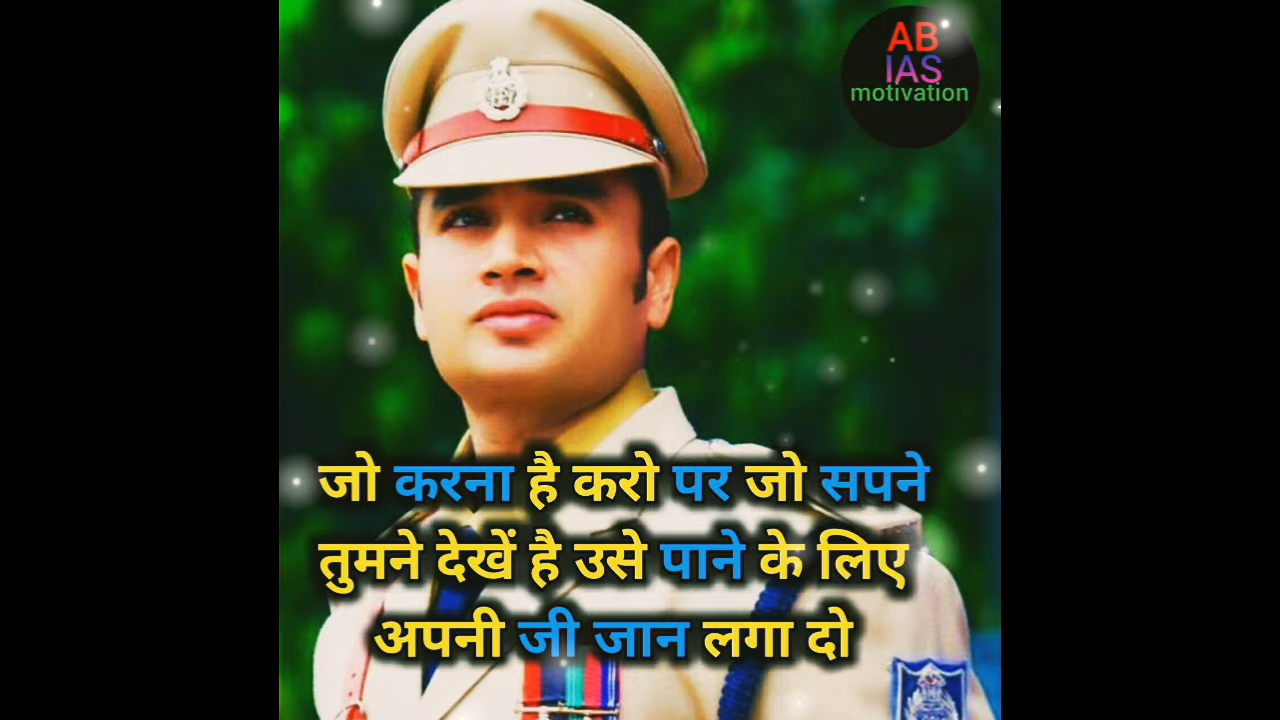 AB
IAS
motivation
जो करना है करो पर जो सपने
तुमने देखें है उसे पाने के लिए
अपनी जी जान लगा दो